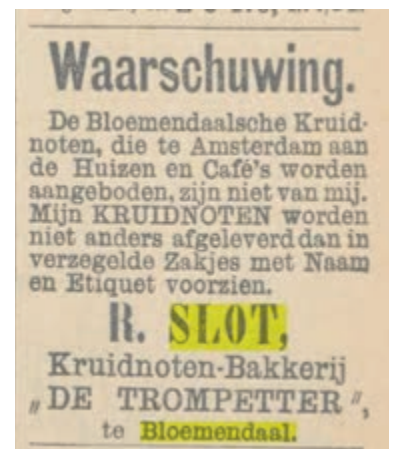 Waarschuwing.
De Bloemendaalsche Kruid-
noten, die te Amsterdam aan
de Huizen en Café's worden
aangeboden, zijn niet van mij.
Mijn KRUIDNOTEN worden
niet anders afgeleverd dan in
verzegelde Zakjes met Naam
en Etiquet voorzien.
R. SLOT,
Kruidnoten-Bakkerij
„DE TROMPETTER",
te Bloemendaal.